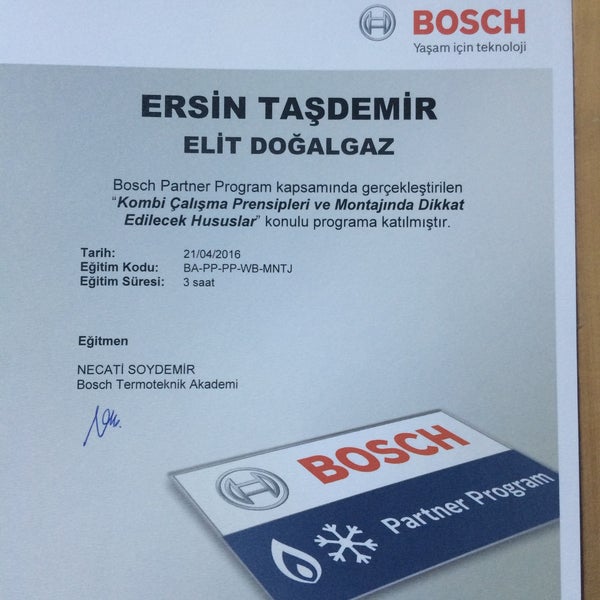 BOSCH
Yaşam için teknoloji
ERSİN TAŞDEMİR
ELİT DOĞALGAZ
Bosch Partner Program kapsamında gerçekleştirilen
“Kombi Çalışma Prensipleri ve Montajında Dikkat
Edilecek Hususlar” konulu programa katılmıştır.
Tarih: 21/04/2016
Eğitim Kodu: BA-PP-PP-WB-MNTJ
Eğitim Süresi: 3 saat
Eğitmen
NECATİ SOYDEMİR
Bosch Termoteknik Akademi
BOSCH
Partner Program